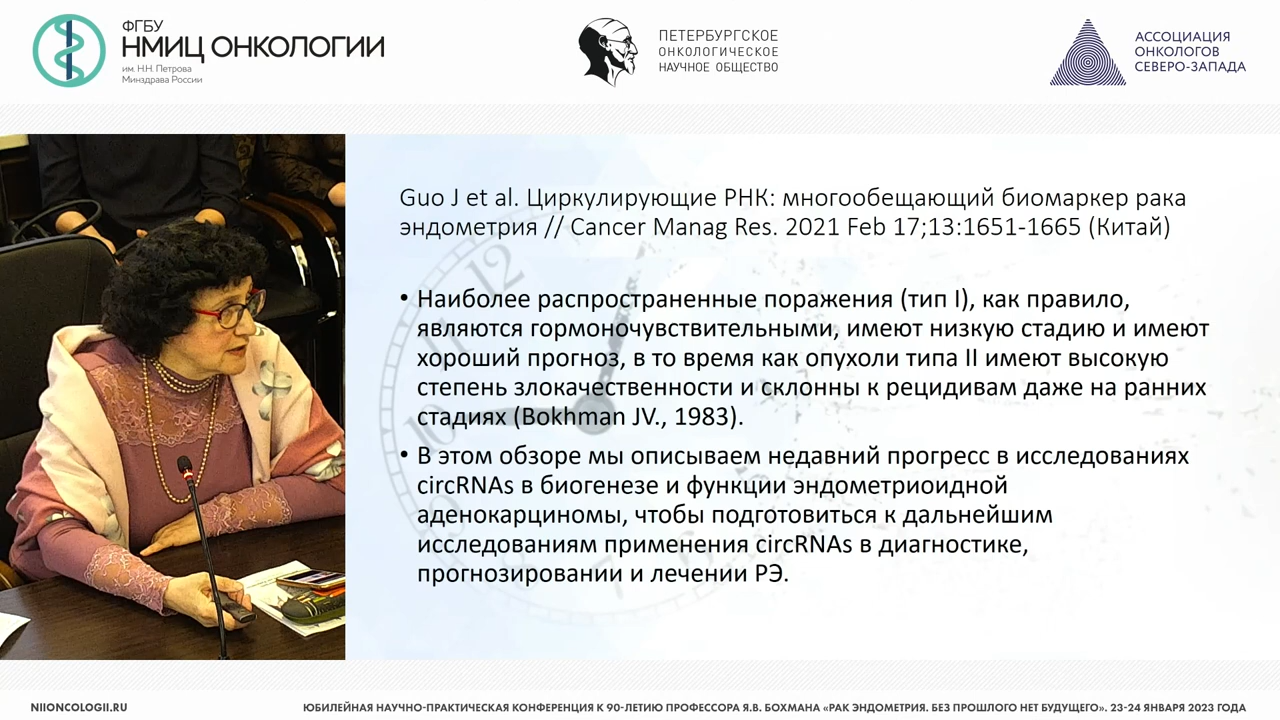 ФГБУ
НМИЦ ОНКОЛОГИИ
им. Н.Н. Петрова
Минздрава России
ПЕТЕРБУРГСКОЕ
ОНКОЛОГИЧЕСКОЕ
НАУЧНОЕ ОБЩЕСТВО
АССОЦИАЦИЯ
ОНКОЛОГОВ
СЕВЕРО-ЗАПАДА
Guo J et al. Циркулирующие РНК: многообещающий биомаркер рака
эндометрия // Cancer Manag Res. 2021 Feb 17;13:1651-1665 (Китай)
• Наиболее распространенные поражения (тип I), как правило,
являются гормоночувствительными, имеют низкую стадию и имеют
хороший прогноз, в то время как опухоли типа II имеют высокую
степень злокачественности и склонны к рецидивам даже на ранних
стадиях (Bokhman JV., 1983).
• В этом обзоре мы описываем недавний прогресс в исследованиях
circRNAs в биогенезе и функции эндометриоидной
аденокарциномы, чтобы подготовиться к дальнейшим
исследованиям применения circRNAs в диагностике,
прогнозировании и лечении РЭ.
12
11
10
NIIONCOLOGII.RU
ЮБИЛЕЙНАЯ НАУЧНО-ПРАКТИЧЕСКАЯ КОНФЕРЕНЦИЯ К 90-ЛЕТИЮ ПРОФЕССОРА Я.В. БОХМАНА «РАК ЭНДОМЕТРИЯ. БЕЗ ПРОШЛОГО НЕТ БУДУЩЕГО». 23-24 ЯНВАРЯ 2023 ГОДА